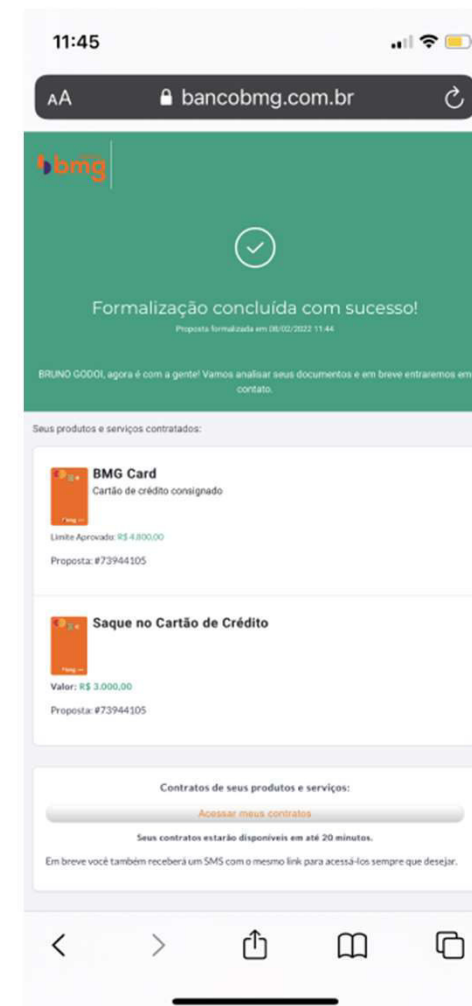 11:45
AA bancobmg.com.br
bmg
Formalização concluída com sucesso!
Proposta formalizada em 08/02/2022 11:44
BRUNO GODOI, agora é com a gente! Vamos analisar seus documentos e em breve entraremos em
contato.
Seus produtos e serviços contratados:
BMG Card
Cartão de crédito consignado
Limite Aprovado: R$ 4.800,00
Proposta: #73944105
Saque no Cartão de Crédito
Valor: R$ 3.000,00
Proposta: #73944105
Contratos de seus produtos e serviços:
Acessar meus contratos
Seus contratos estarão disponíveis em até 20 minutos.
Em breve você também receberá um SMS com o mesmo link para acessá-los sempre que desejar.